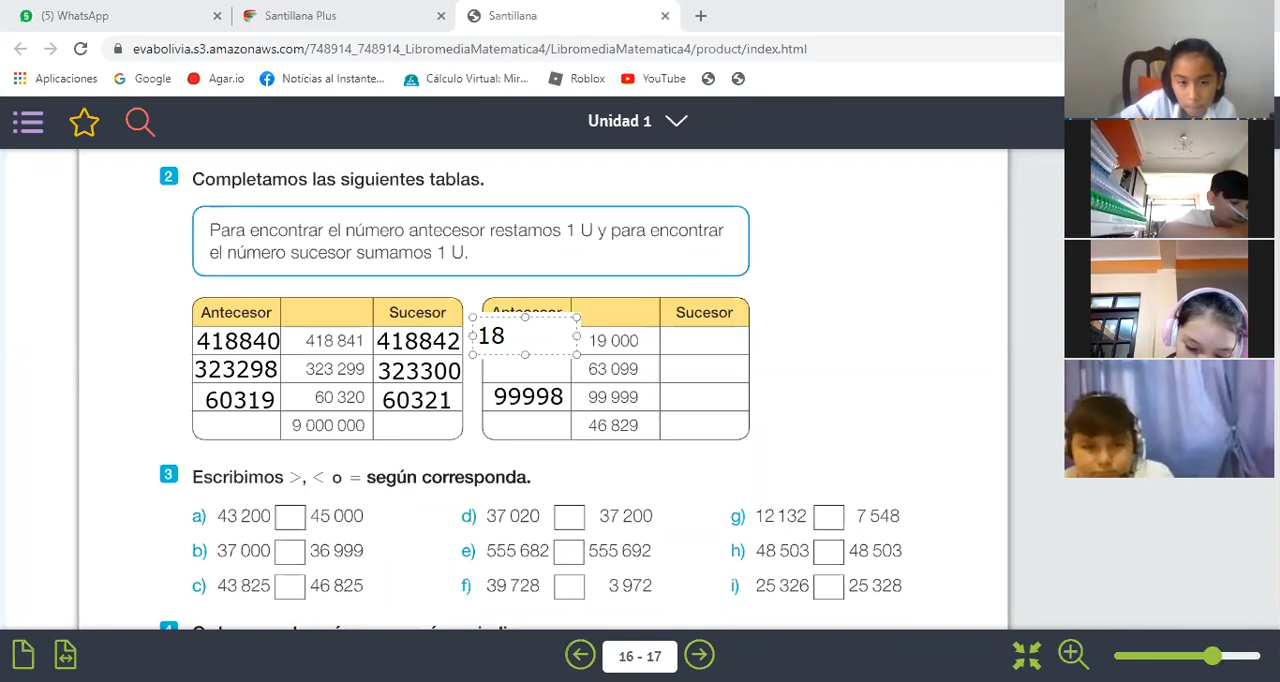 (5) WhatsApp
Santillana Plus
Santillana
evabolivia.s3.amazonaws.com/748914_748914_LibromediaMatematica4/LibromediaMatematica4/product/index.html
Aplicaciones Google Agar.io Noticias al Instante... Cálculo Virtual: Mir... Roblox YouTube
Unidad 1
2 Completamos las siguientes tablas.
Para encontrar el número antecesor restamos 1 U y para encontrar
el número sucesor sumamos 1 U.
Antecesor Sucesor
418840 418 841 418842
323298 323 299 323300
60319 60 320 60321
9 000 000
Antecesor Sucesor
18 19 000
63 099
99998 99 999
46 829
3 Escribimos >, < o = según corresponda.
a) 43 200 45 000 d) 37 020 37 200 g) 12 132 7 548
b) 37 000 36 999 e) 555 682 555 692 h) 48 503 48 503
c) 43 825 46 825 f) 39 728 3 972 i) 25 326 25 328
16 - 17